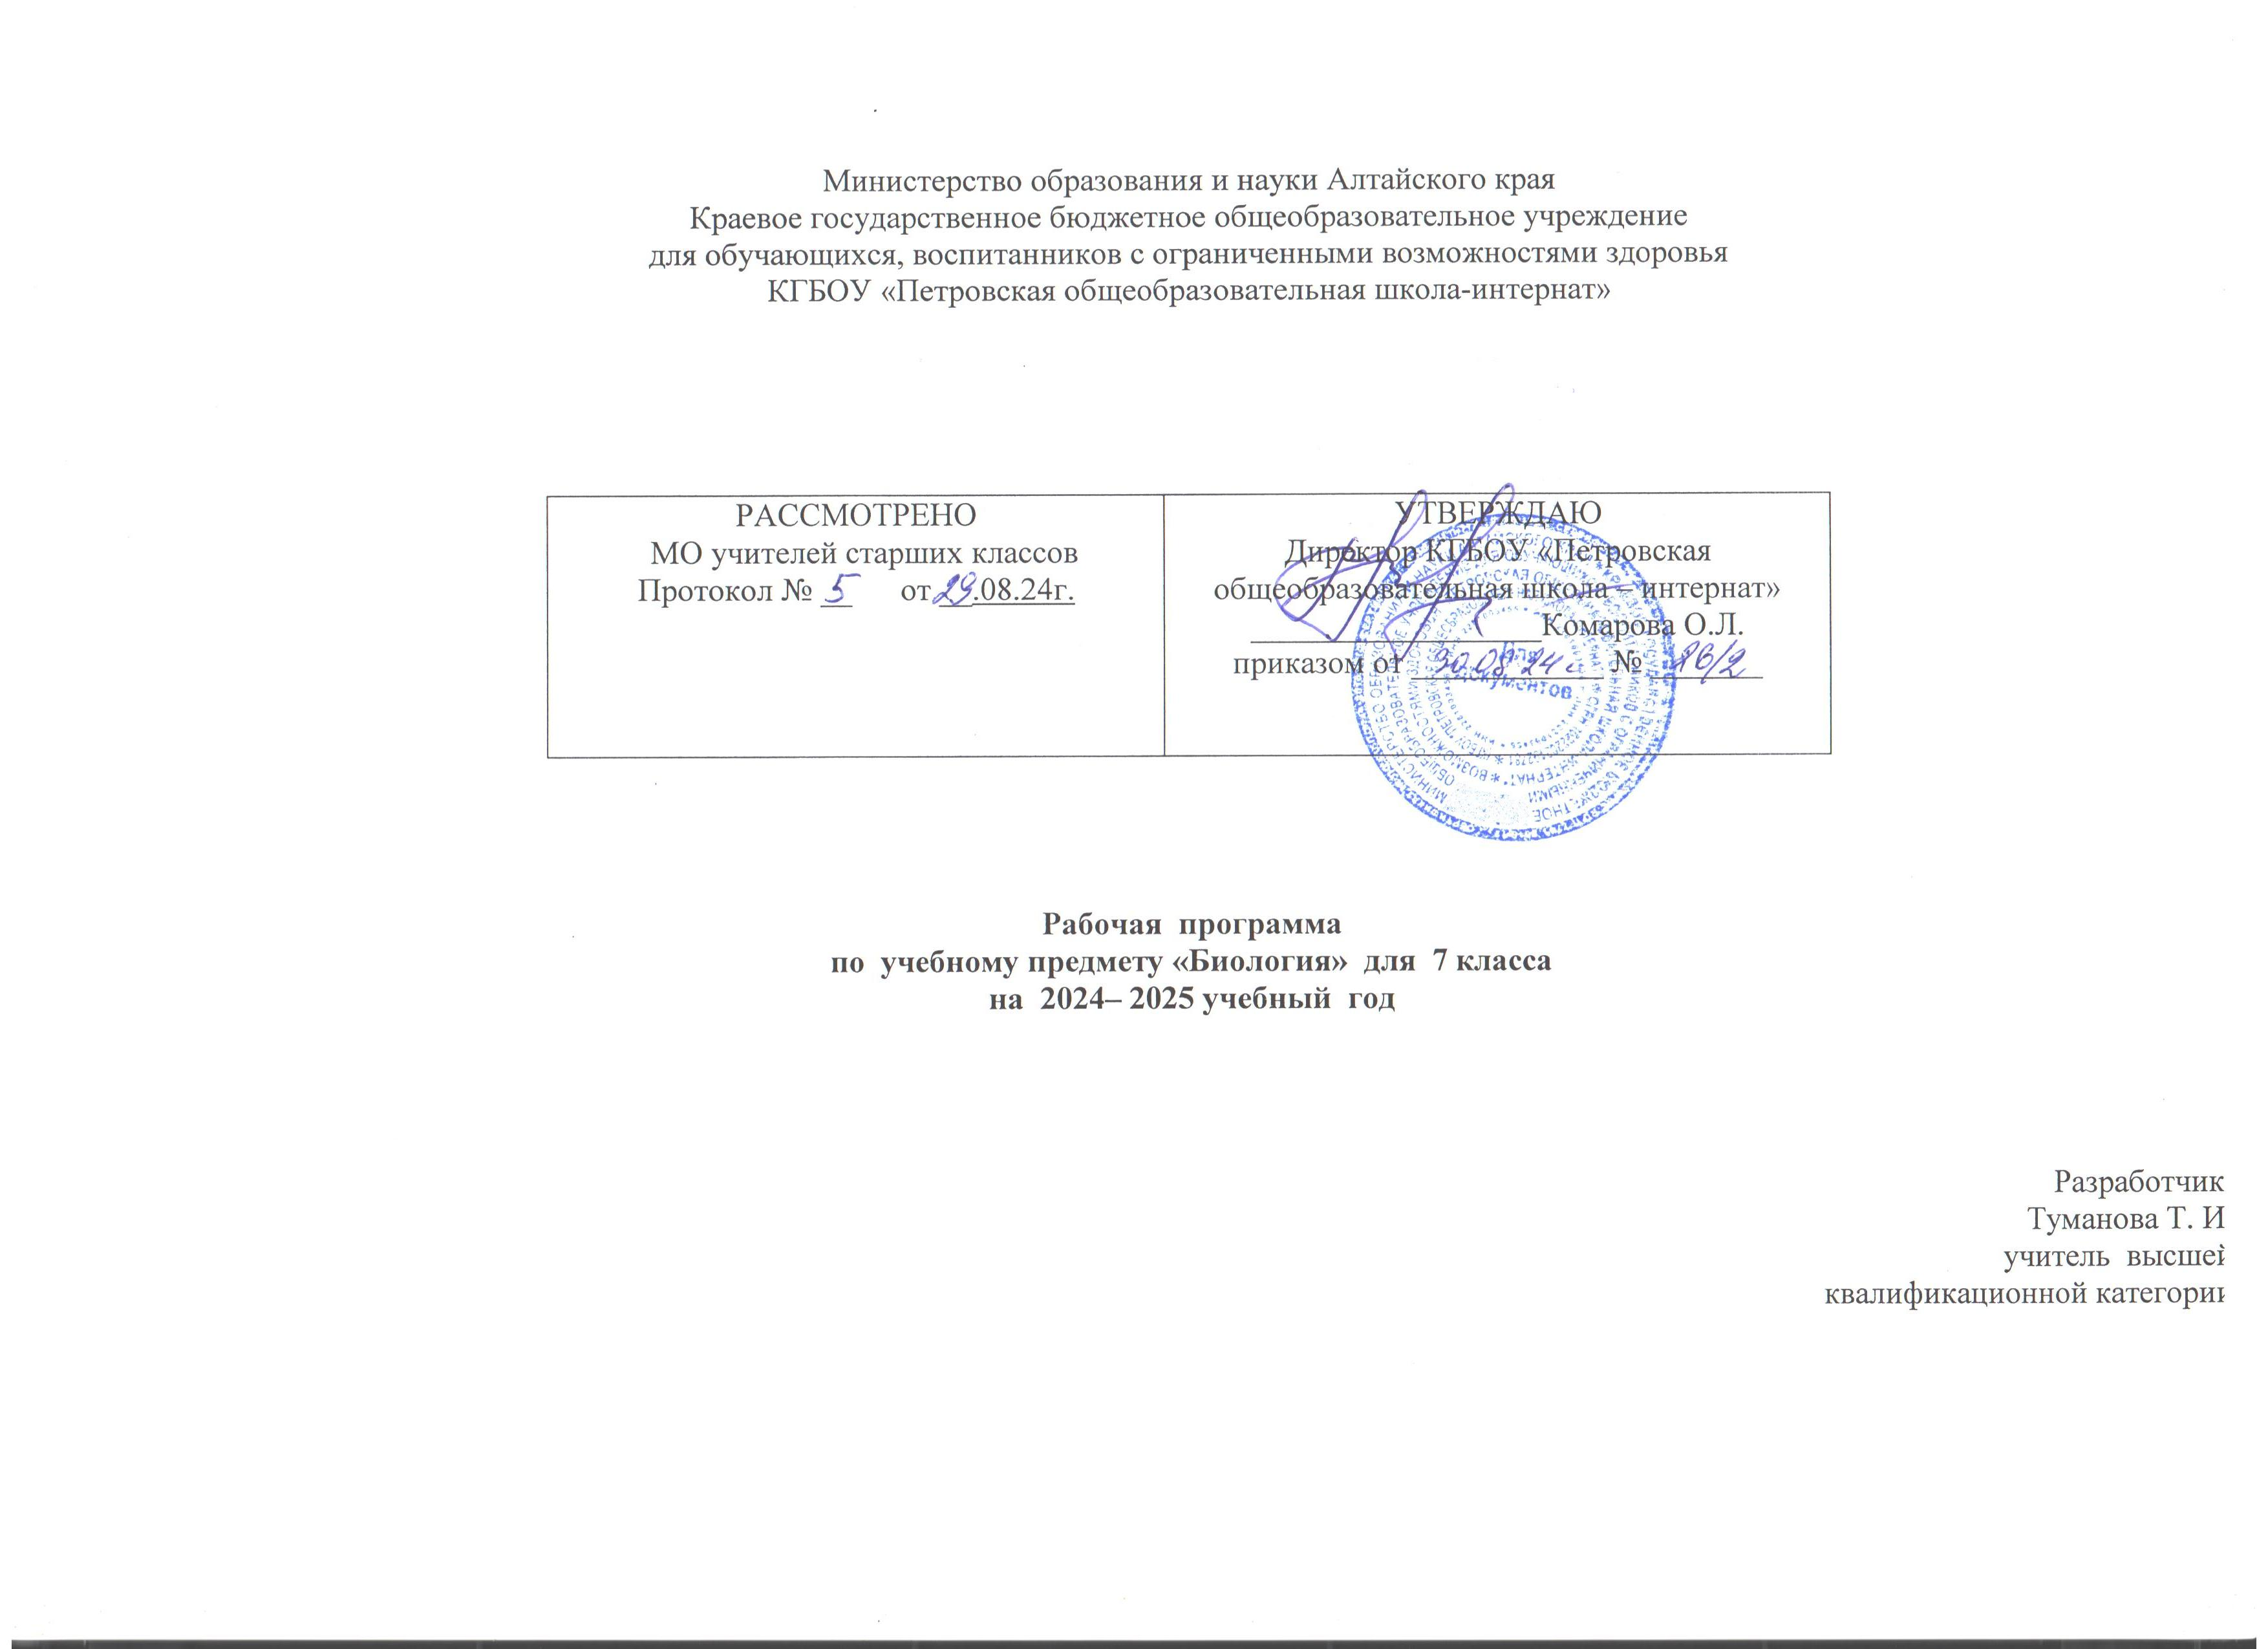 Министерство образования и науки Алтайского края
Краевое государственное бюджетное общеобразовательное учреждение
для обучающихся, воспитанников с ограниченными возможностями здоровья
КГБОУ «Петровская общеобразовательная школа-интернат»
РАССМОТРЕНО
МО учителей старших классов
Протокол № 5 от 29.08.24г.
УТВЕРЖДАЮ
Директор КГБОУ «Петровская
общеобразовательная школа – интернат»
Комарова О.Л.
приказом от 30.08.24 г №
Для
документов
Рабочая программа
по учебному предмету «Биология» для 7 класса
на 2024– 2025 учебный год
Разработчик
Туманова Т. И
учитель высшей
квалификационной категории